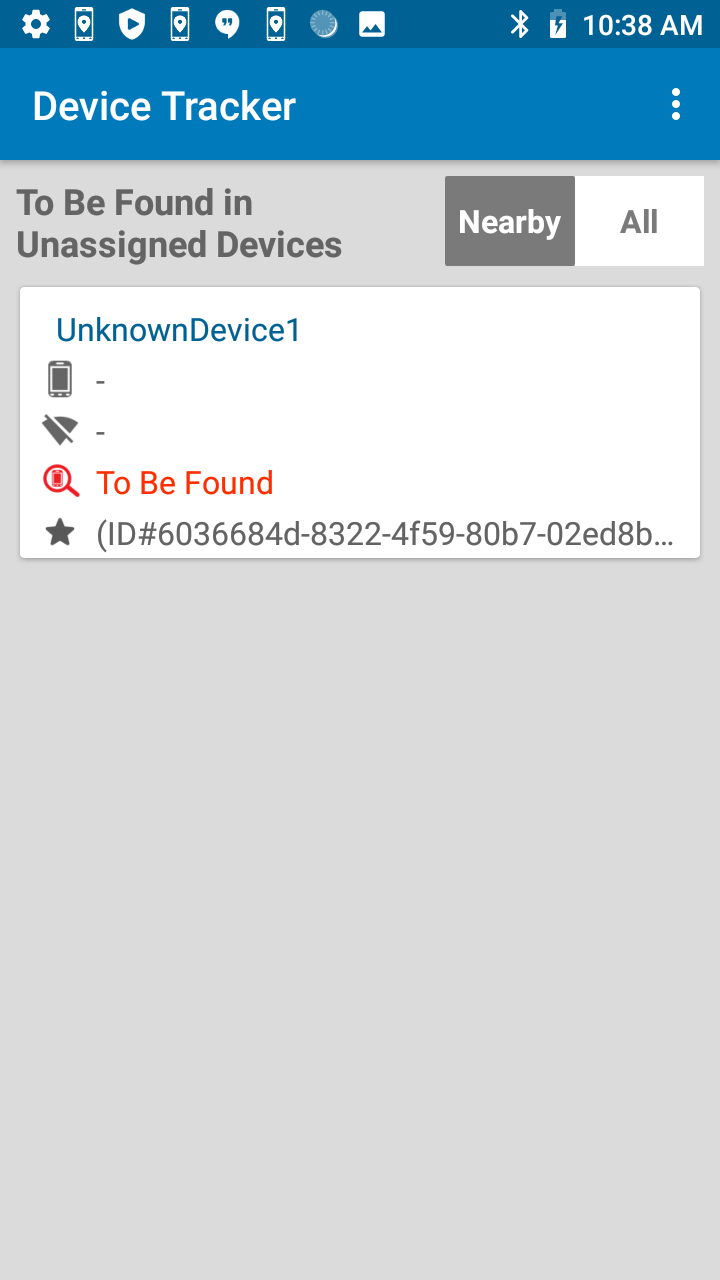 10:38 AM
Device Tracker
To Be Found in
Unassigned Devices
Nearby
All
UnknownDevice1
-
-
To Be Found
(ID#6036684d-8322-4f59-80b7-02ed8b...